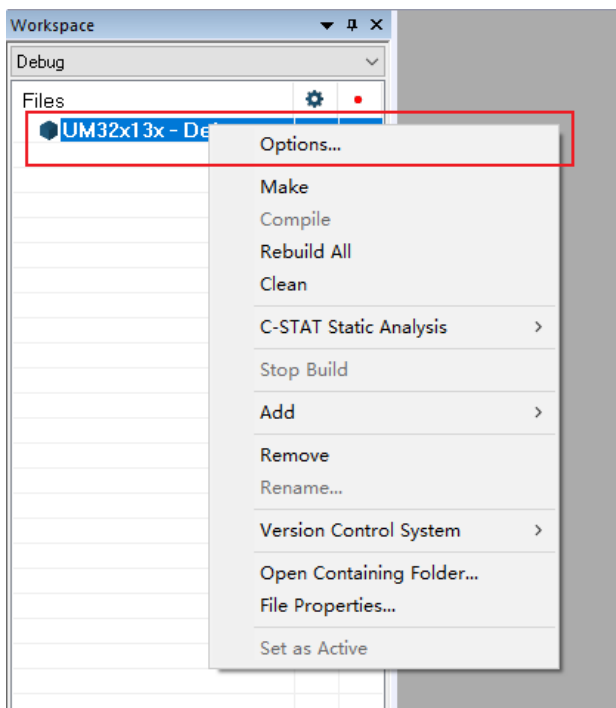 Workspace
Debug
Files
UM32x13x - De
Options...
Make
Compile
Rebuild All
Clean
C-STAT Static Analysis
Stop Build
Add
Remove
Rename...
Version Control System
Open Containing Folder...
File Properties...
Set as Active